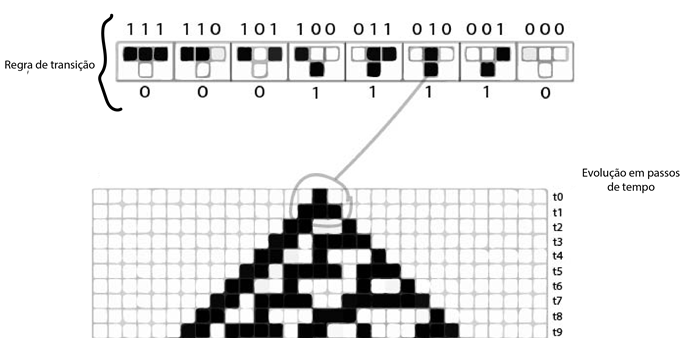 111 110 101 100 011 010 001 000
Regra de transição
0 0 0 1 1 1 1 0
Evolução em passos
de tempo
t0
t1
t2
t3
t4
t5
t6
t7
t8
t9